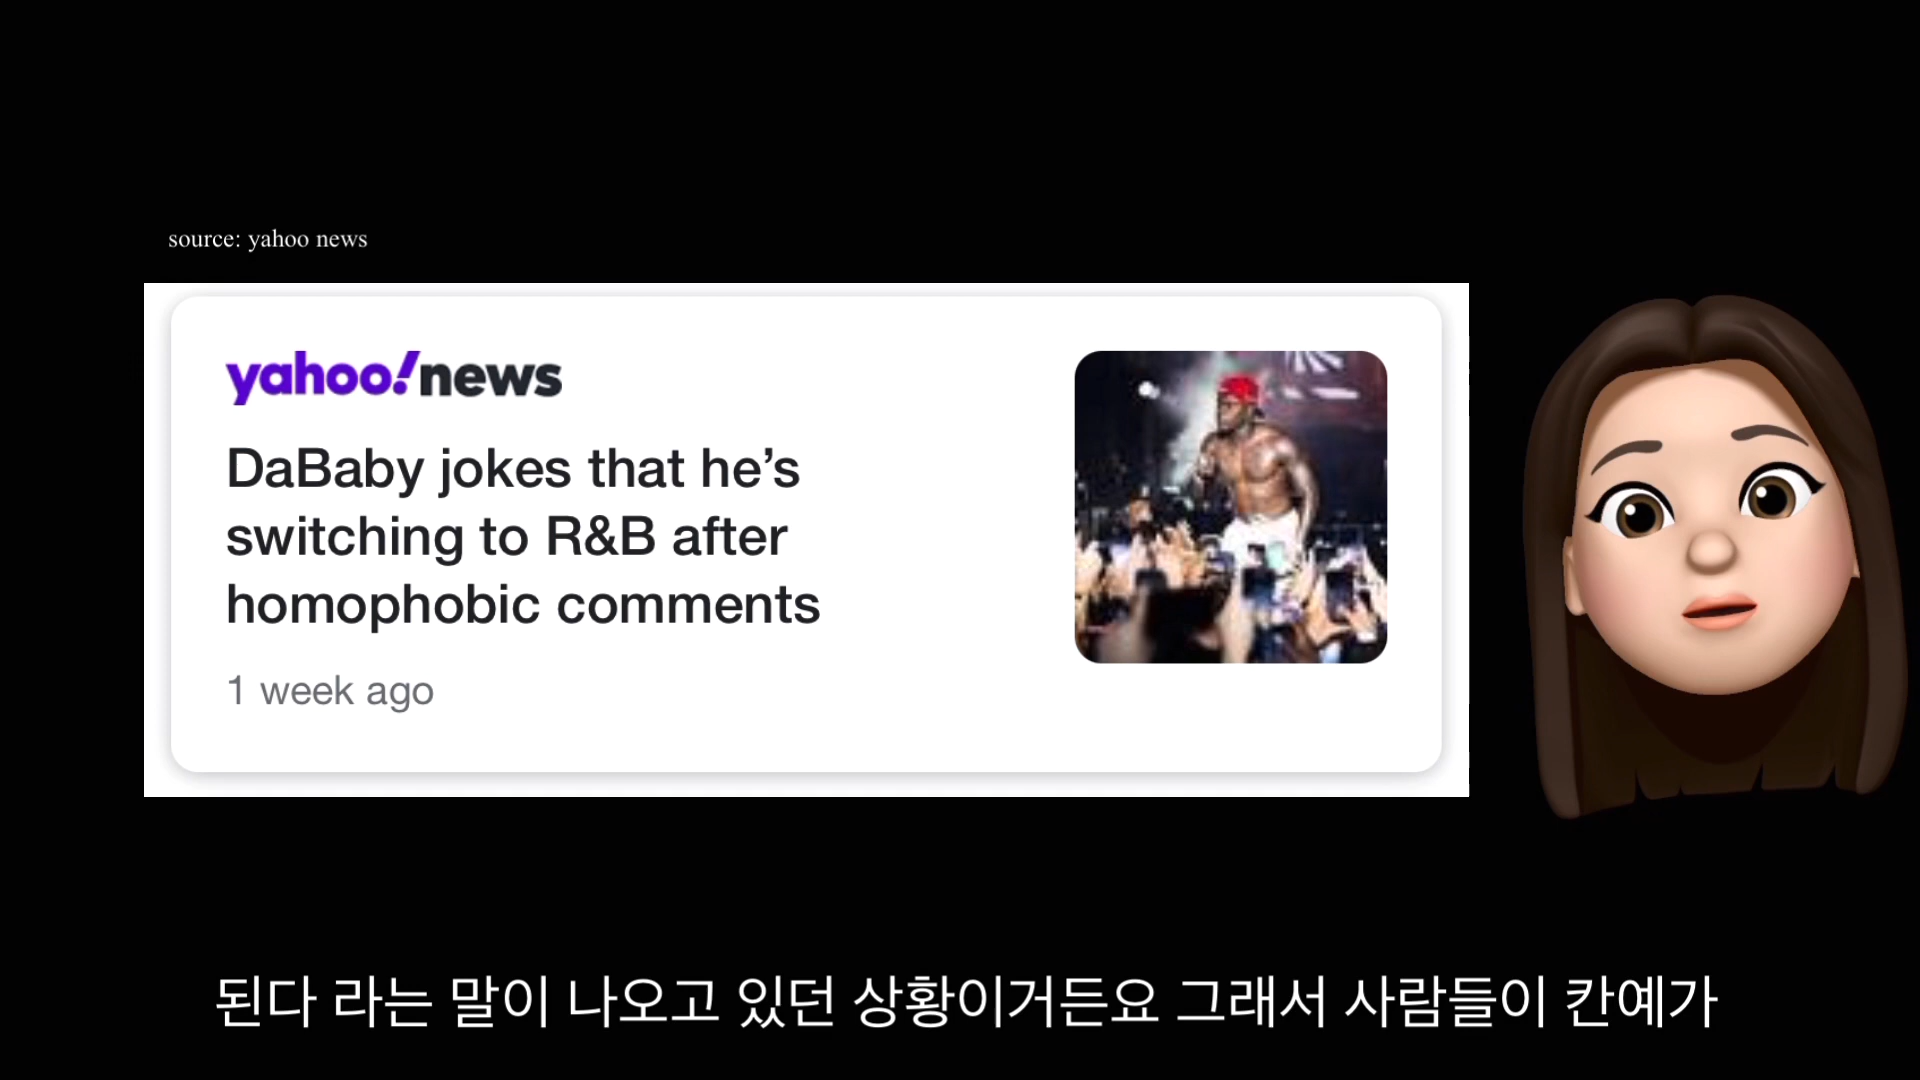 source: yahoo news
yahoo!news
DaBaby jokes that he’s
switching to R&B after
homophobic comments
1 week ago
된다 라는 말이 나오고 있던 상황이거든요 그래서 사람들이 칸예가